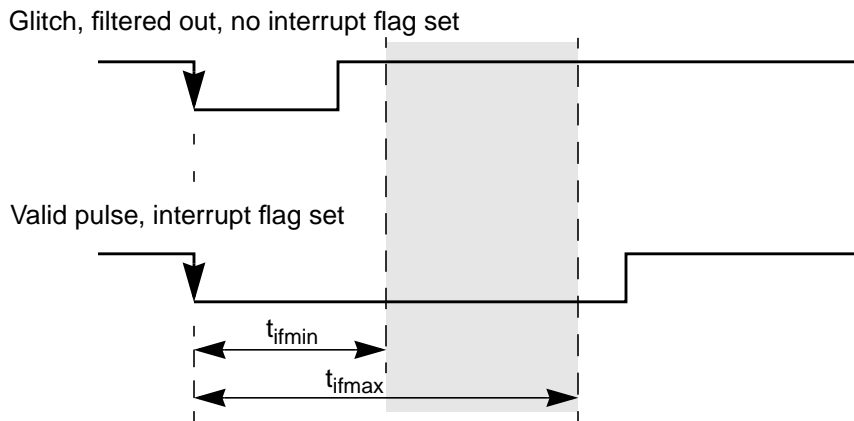 Glitch, filtered out, no interrupt flag set
Valid pulse, interrupt flag set
tifmin
tifmax